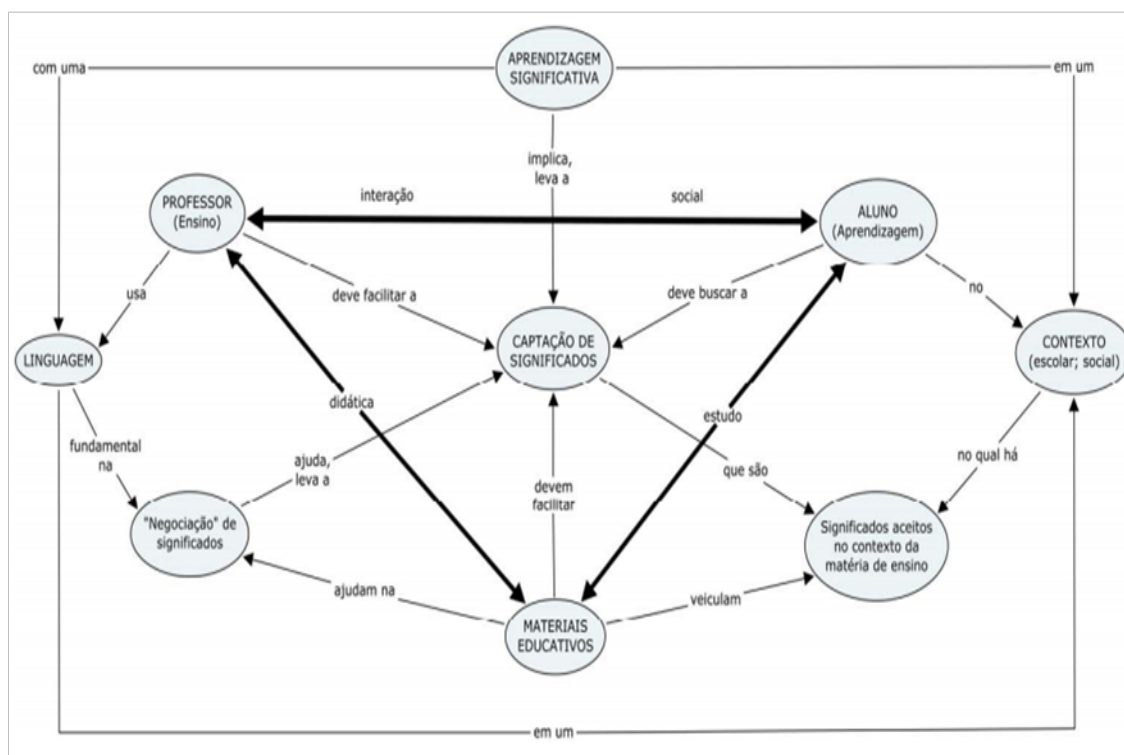 APRENDIZAGEM
SIGNIFICATIVA
com uma
em um
implica,
leva a
PROFESSOR
(Ensino)
interação
social
ALUNO
(Aprendizagem)
usa
deve facilitar a
deve buscar a
no
LINGUAGEM
CAPTAÇÃO DE
SIGNIFICADOS
CONTEXTO
(escolar; social)
didática
estudo
fundamental
na
ajuda,
leva a
devem
facilitar
que são
no qual há
"Negociação" de
significados
Significados aceitos
no contexto da
matéria de ensino
ajudam na
veiculam
MATERIAIS
EDUCATIVOS
em um